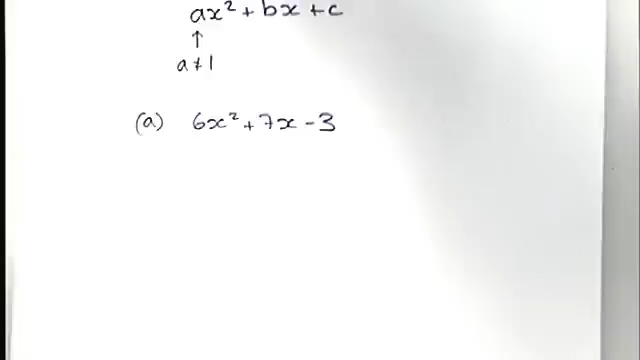 ax² + bx + c
↑
a ≠ 1
(a) 6x² + 7x - 3